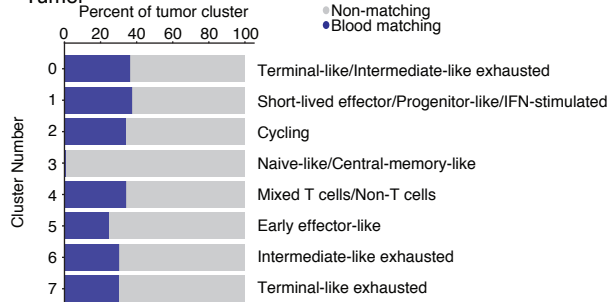 Tumor
Percent of tumor cluster
Non-matching
Blood matching
0 20 40 60 80 100
0 Terminal-like/Intermediate-like exhausted
1 Short-lived effector/Progenitor-like/IFN-stimulated
2 Cycling
3 Naive-like/Central-memory-like
4 Mixed T cells/Non-T cells
5 Early effector-like
6 Intermediate-like exhausted
7 Terminal-like exhausted
Cluster Number